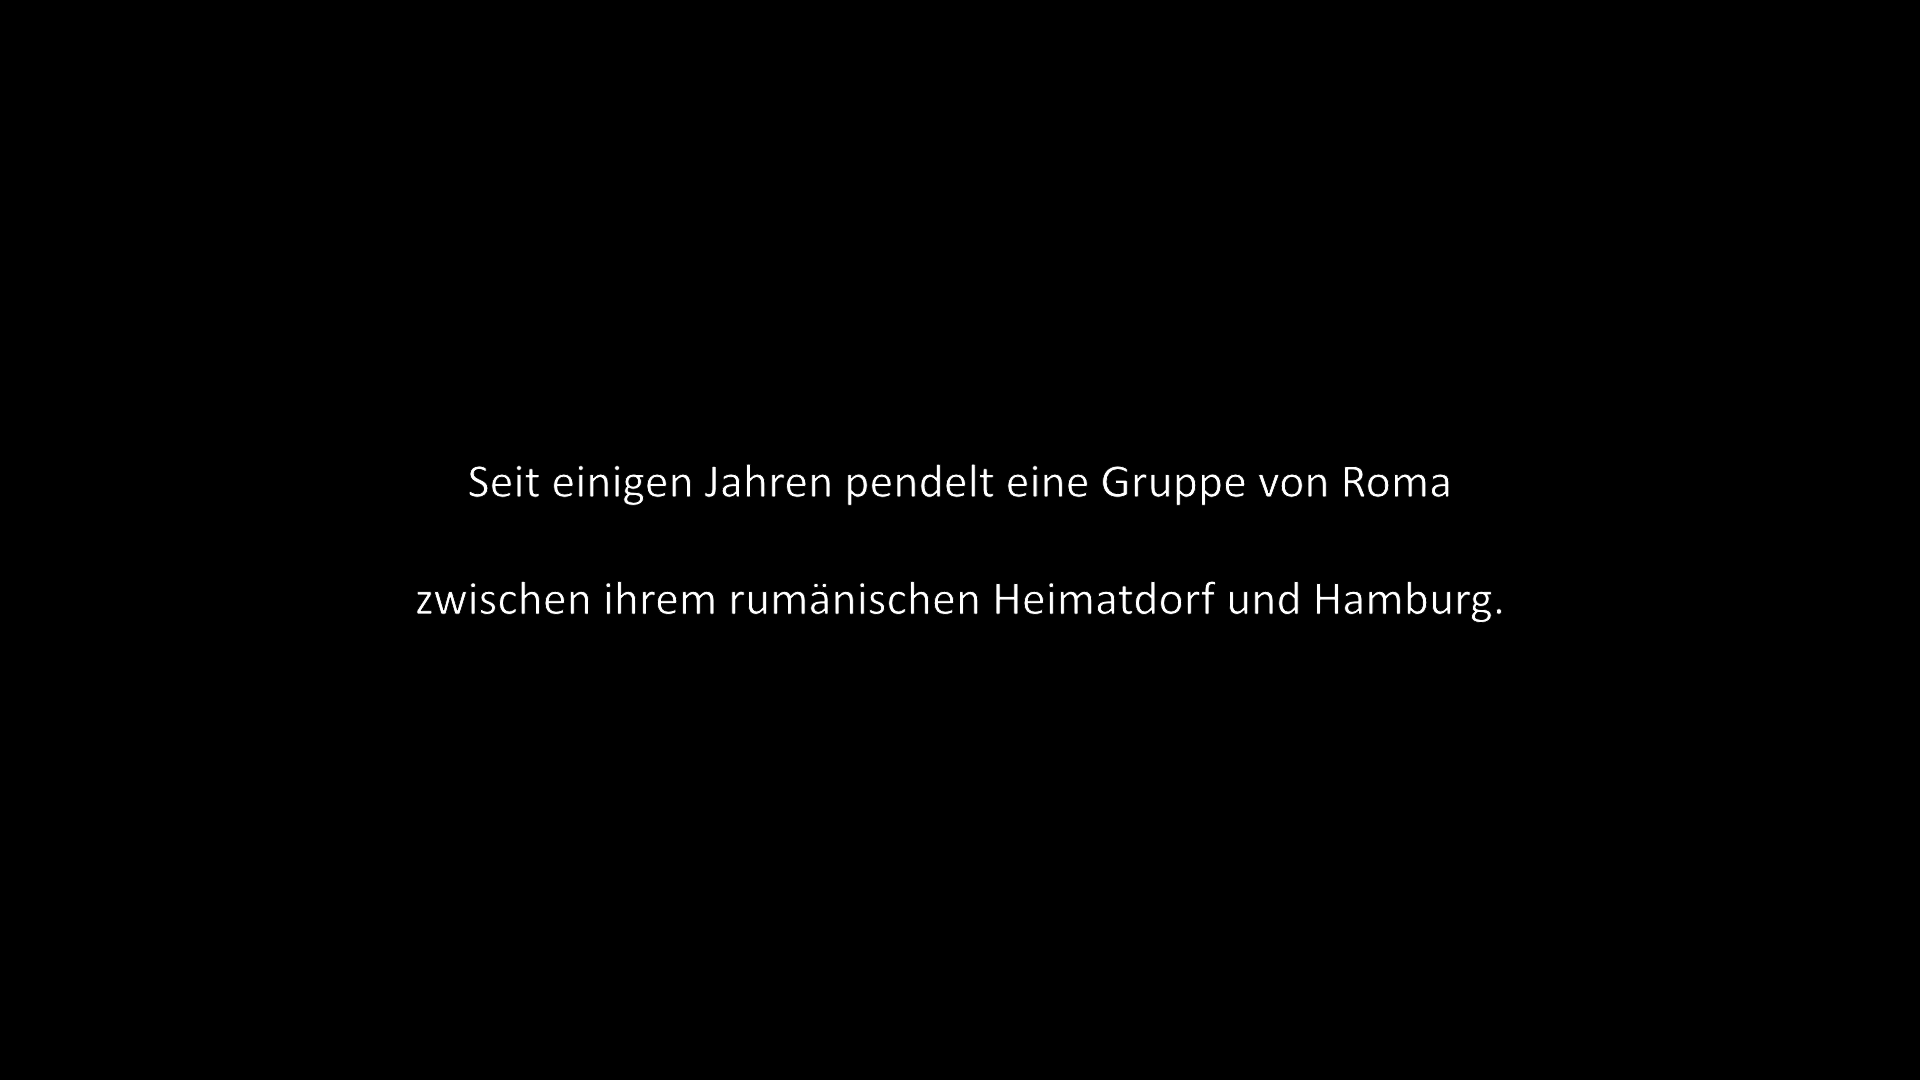 Seit einigen Jahren pendelt eine Gruppe von Roma
zwischen ihrem rumänischen Heimatdorf und Hamburg.